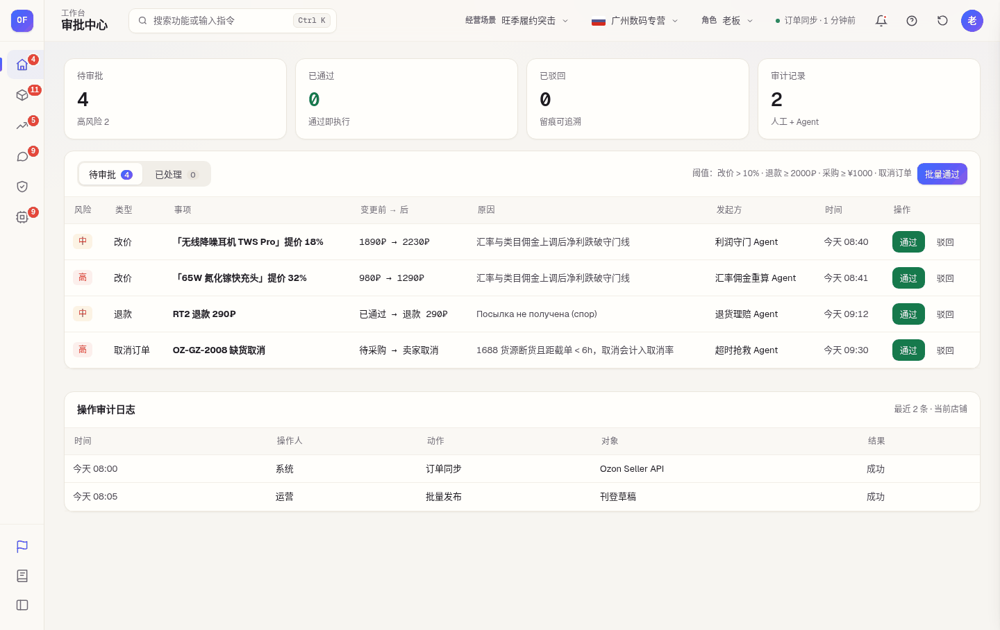 OF
工作台
审批中心
搜索功能或输入指令
Ctrl K
经营场景 旺季履约突击
广州数码专营
角色 老板
订单同步 · 1 分钟前
老
4
11
5
9
9
待审批
4
高风险 2
已通过
0
通过即执行
已驳回
0
留痕可追溯
审计记录
2
人工 + Agent
待审批 4
已处理 0
阈值：改价 > 10% · 退款 ≥ 2000₽ · 采购 ≥ ¥1000 · 取消订单
批量通过
风险 类型 事项 变更前 → 后 原因 发起方 时间 操作
中 改价 「无线降噪耳机 TWS Pro」提价 18% 1890₽ → 2230₽ 汇率与类目佣金上调后净利跌破守门线 利润守门 Agent 今天 08:40 通过 驳回
高 改价 「65W 氮化镓快充头」提价 32% 980₽ → 1290₽ 汇率与类目佣金上调后净利跌破守门线 汇率佣金重算 Agent 今天 08:41 通过 驳回
中 退款 RT2 退款 290₽ 已通过 → 退款 290₽ Посылка не получена (спор) 退货理赔 Agent 今天 09:12 通过 驳回
高 取消订单 OZ-GZ-2008 缺货取消 待采购 → 卖家取消 1688 货源断货且距截单 < 6h，取消会计入取消率 超时抢救 Agent 今天 09:30 通过 驳回
操作审计日志
最近 2 条 · 当前店铺
时间 操作人 动作 对象 结果
今天 08:00 系统 订单同步 Ozon Seller API 成功
今天 08:05 运营 批量发布 刊登草稿 成功